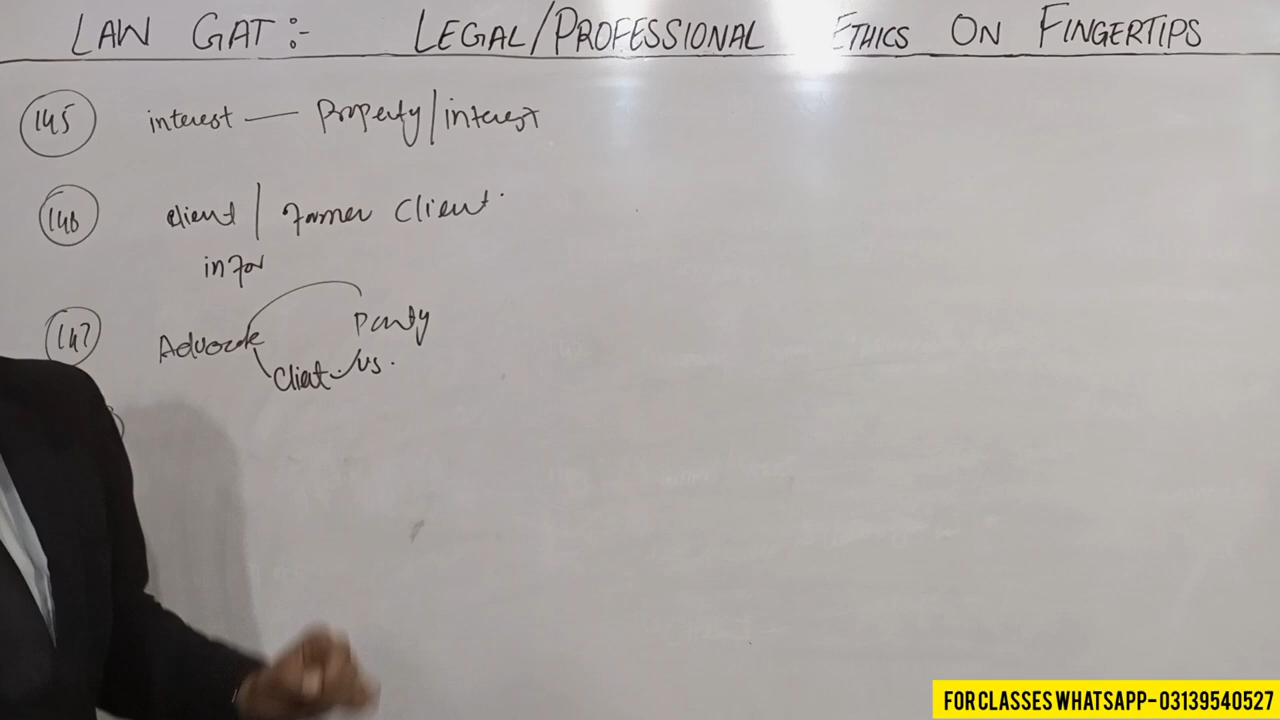 LAW GAT:- LEGAL/PROFESSIONAL ETHICS ON FINGERTIPS
145 interest — Property/interest
146 client / former client.
infor
147 Advocate Party
Client vs.
FOR CLASSES WHATSAPP-03139540527